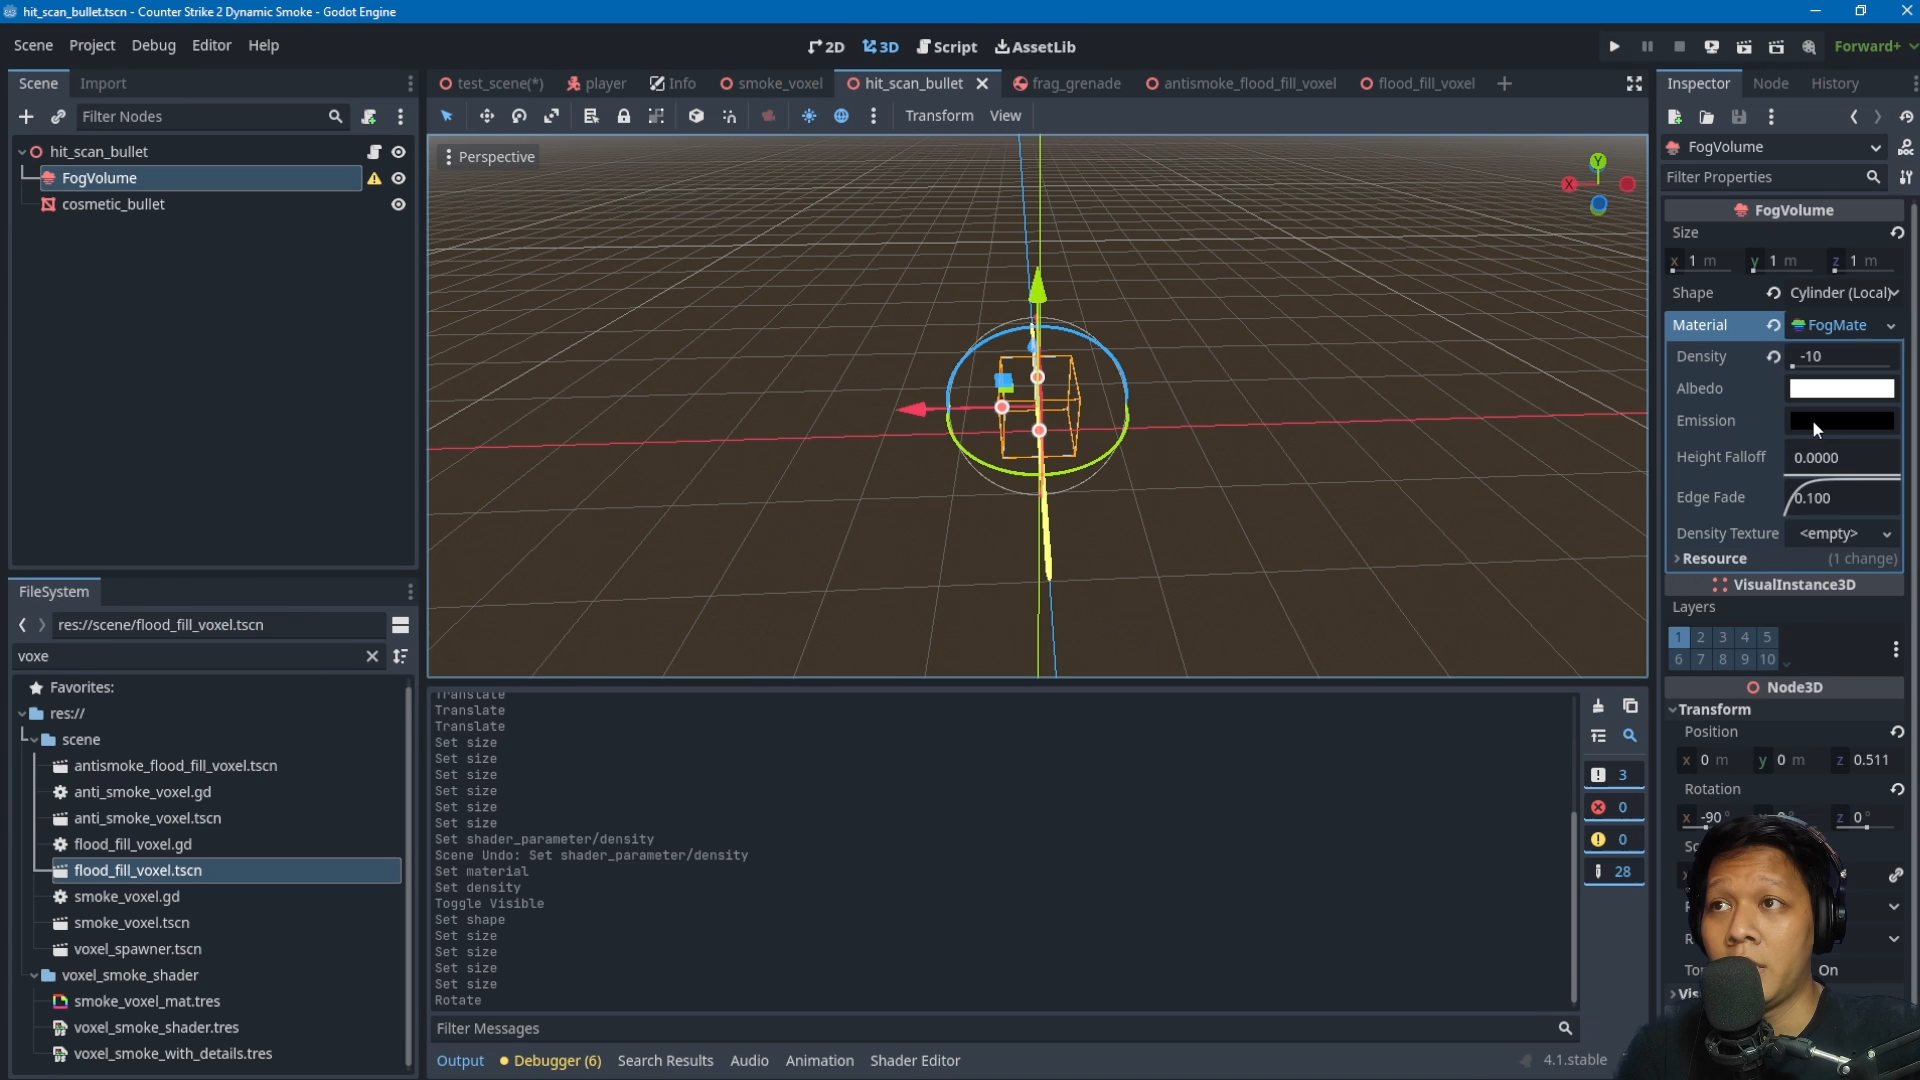 hit_scan_bullet.tscn - Counter Strike 2 Dynamic Smoke - Godot Engine
Scene Project Debug Editor Help
2D 3D Script AssetLib
Forward+
Scene Import
test_scene(*) player Info smoke_voxel hit_scan_bullet frag_grenade antismoke_flood_fill_voxel flood_fill_voxel
Inspector Node History
Filter Nodes
Transform View
hit_scan_bullet
FogVolume
cosmetic_bullet
Perspective
Y
X
FogVolume
Filter Properties
FogVolume
Size
x 1 m y 1 m z 1 m
Shape Cylinder (Local)
Material FogMate
Density -10
Albedo
Emission
Height Falloff 0.0000
Edge Fade 0.100
Density Texture <empty>
Resource (1 change)
VisualInstance3D
Layers
1 2 3 4 5
6 7 8 9 10
Node3D
Transform
Position
x 0 m y 0 m z 0.511
Rotation
x -90° z 0°
On
FileSystem
res://scene/flood_fill_voxel.tscn
voxe
Favorites:
res://
scene
antismoke_flood_fill_voxel.tscn
anti_smoke_voxel.gd
anti_smoke_voxel.tscn
flood_fill_voxel.gd
flood_fill_voxel.tscn
smoke_voxel.gd
smoke_voxel.tscn
voxel_spawner.tscn
voxel_smoke_shader
smoke_voxel_mat.tres
voxel_smoke_shader.tres
voxel_smoke_with_details.tres
Translate
Translate
Translate
Set size
Set size
Set size
Set size
Set size
Set size
Set shader_parameter/density
Scene Undo: Set shader_parameter/density
Set material
Set density
Toggle Visible
Set shape
Set size
Set size
Set size
Set size
Rotate
3
0
0
28
Filter Messages
Output Debugger (6) Search Results Audio Animation Shader Editor
4.1.stable